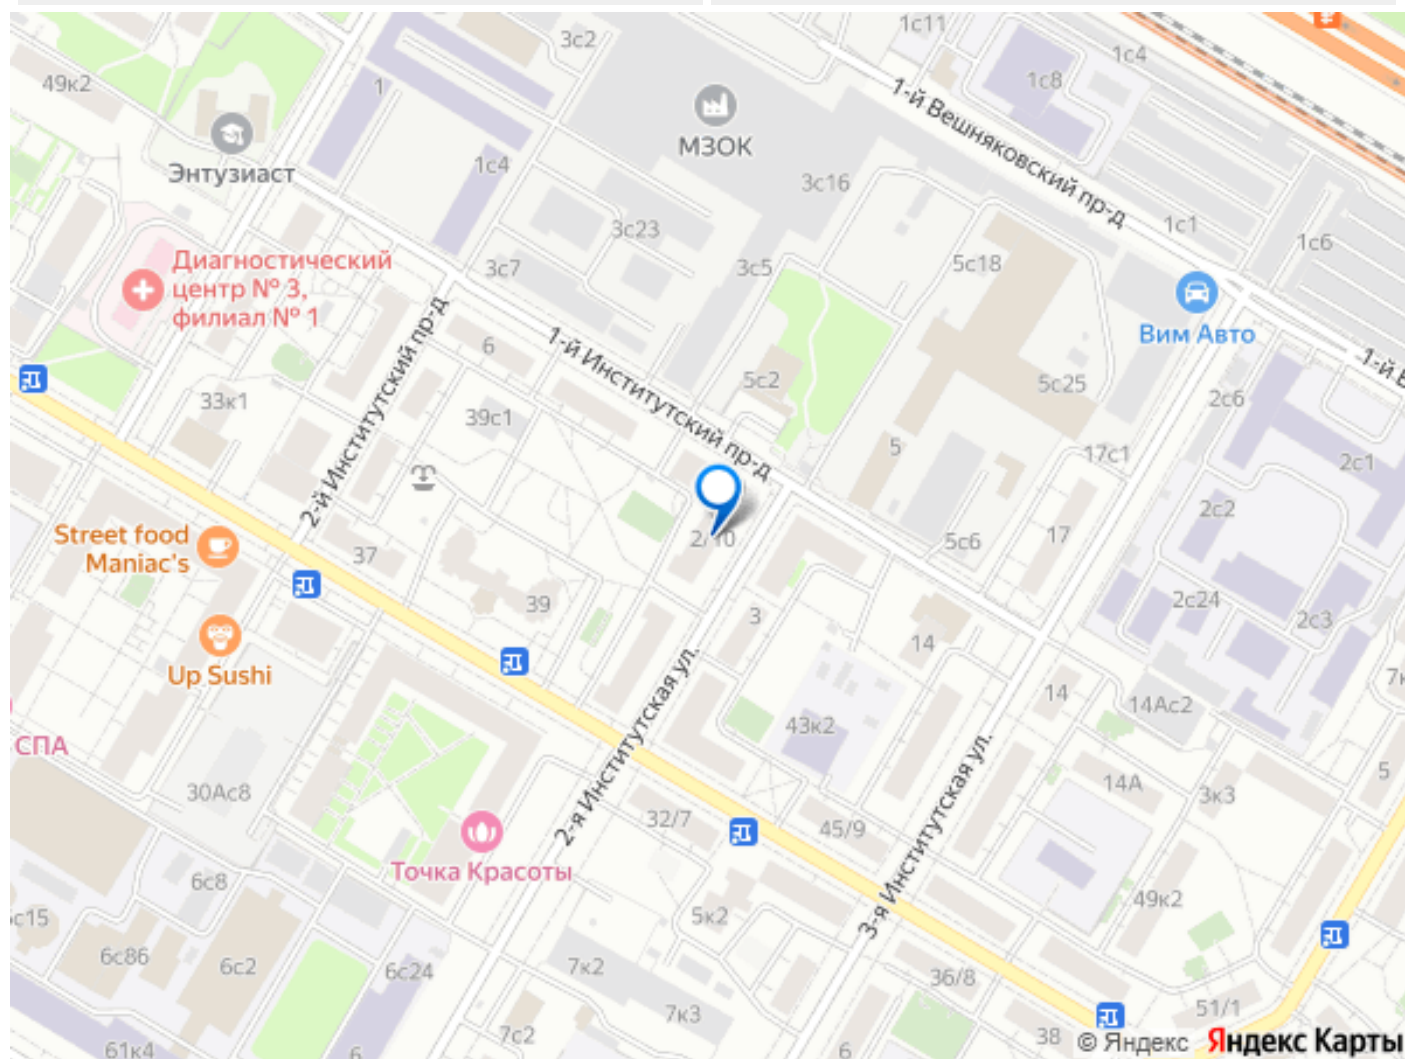 1с11
3с2
1с4
1
49к2
1с8
1-й Вешняковский пр-д
МЗОК
Энтузиаст
1с4
3с16
1с1
3с23
1с6
Диагностический
центр № 3,
филиал № 1
3с7
3с5
5с18
2-й Институтский пр-д
1-й Институтский пр-д
6
Вим Авто
1-й В
5с2
5с25
33к1
39с1
2с6
5
17с1
2с1
2с2
Street food
Maniac's
37
2/10
5с6
17
39
3
2с24
2с3
14
Up Sushi
7к
14
14Ас2
СПА
2-я Институтская ул.
43к2
3-я Институтская ул.
30Ас8
14А
3к3
5
32/7
45/9
Точка Красоты
6с8
49к2
с15
5к2
6с86
6с2
6с24
7к2
36/8
7к3
51/1
7с2
38
61к4
6
6
© Яндекс Яндекс Карты